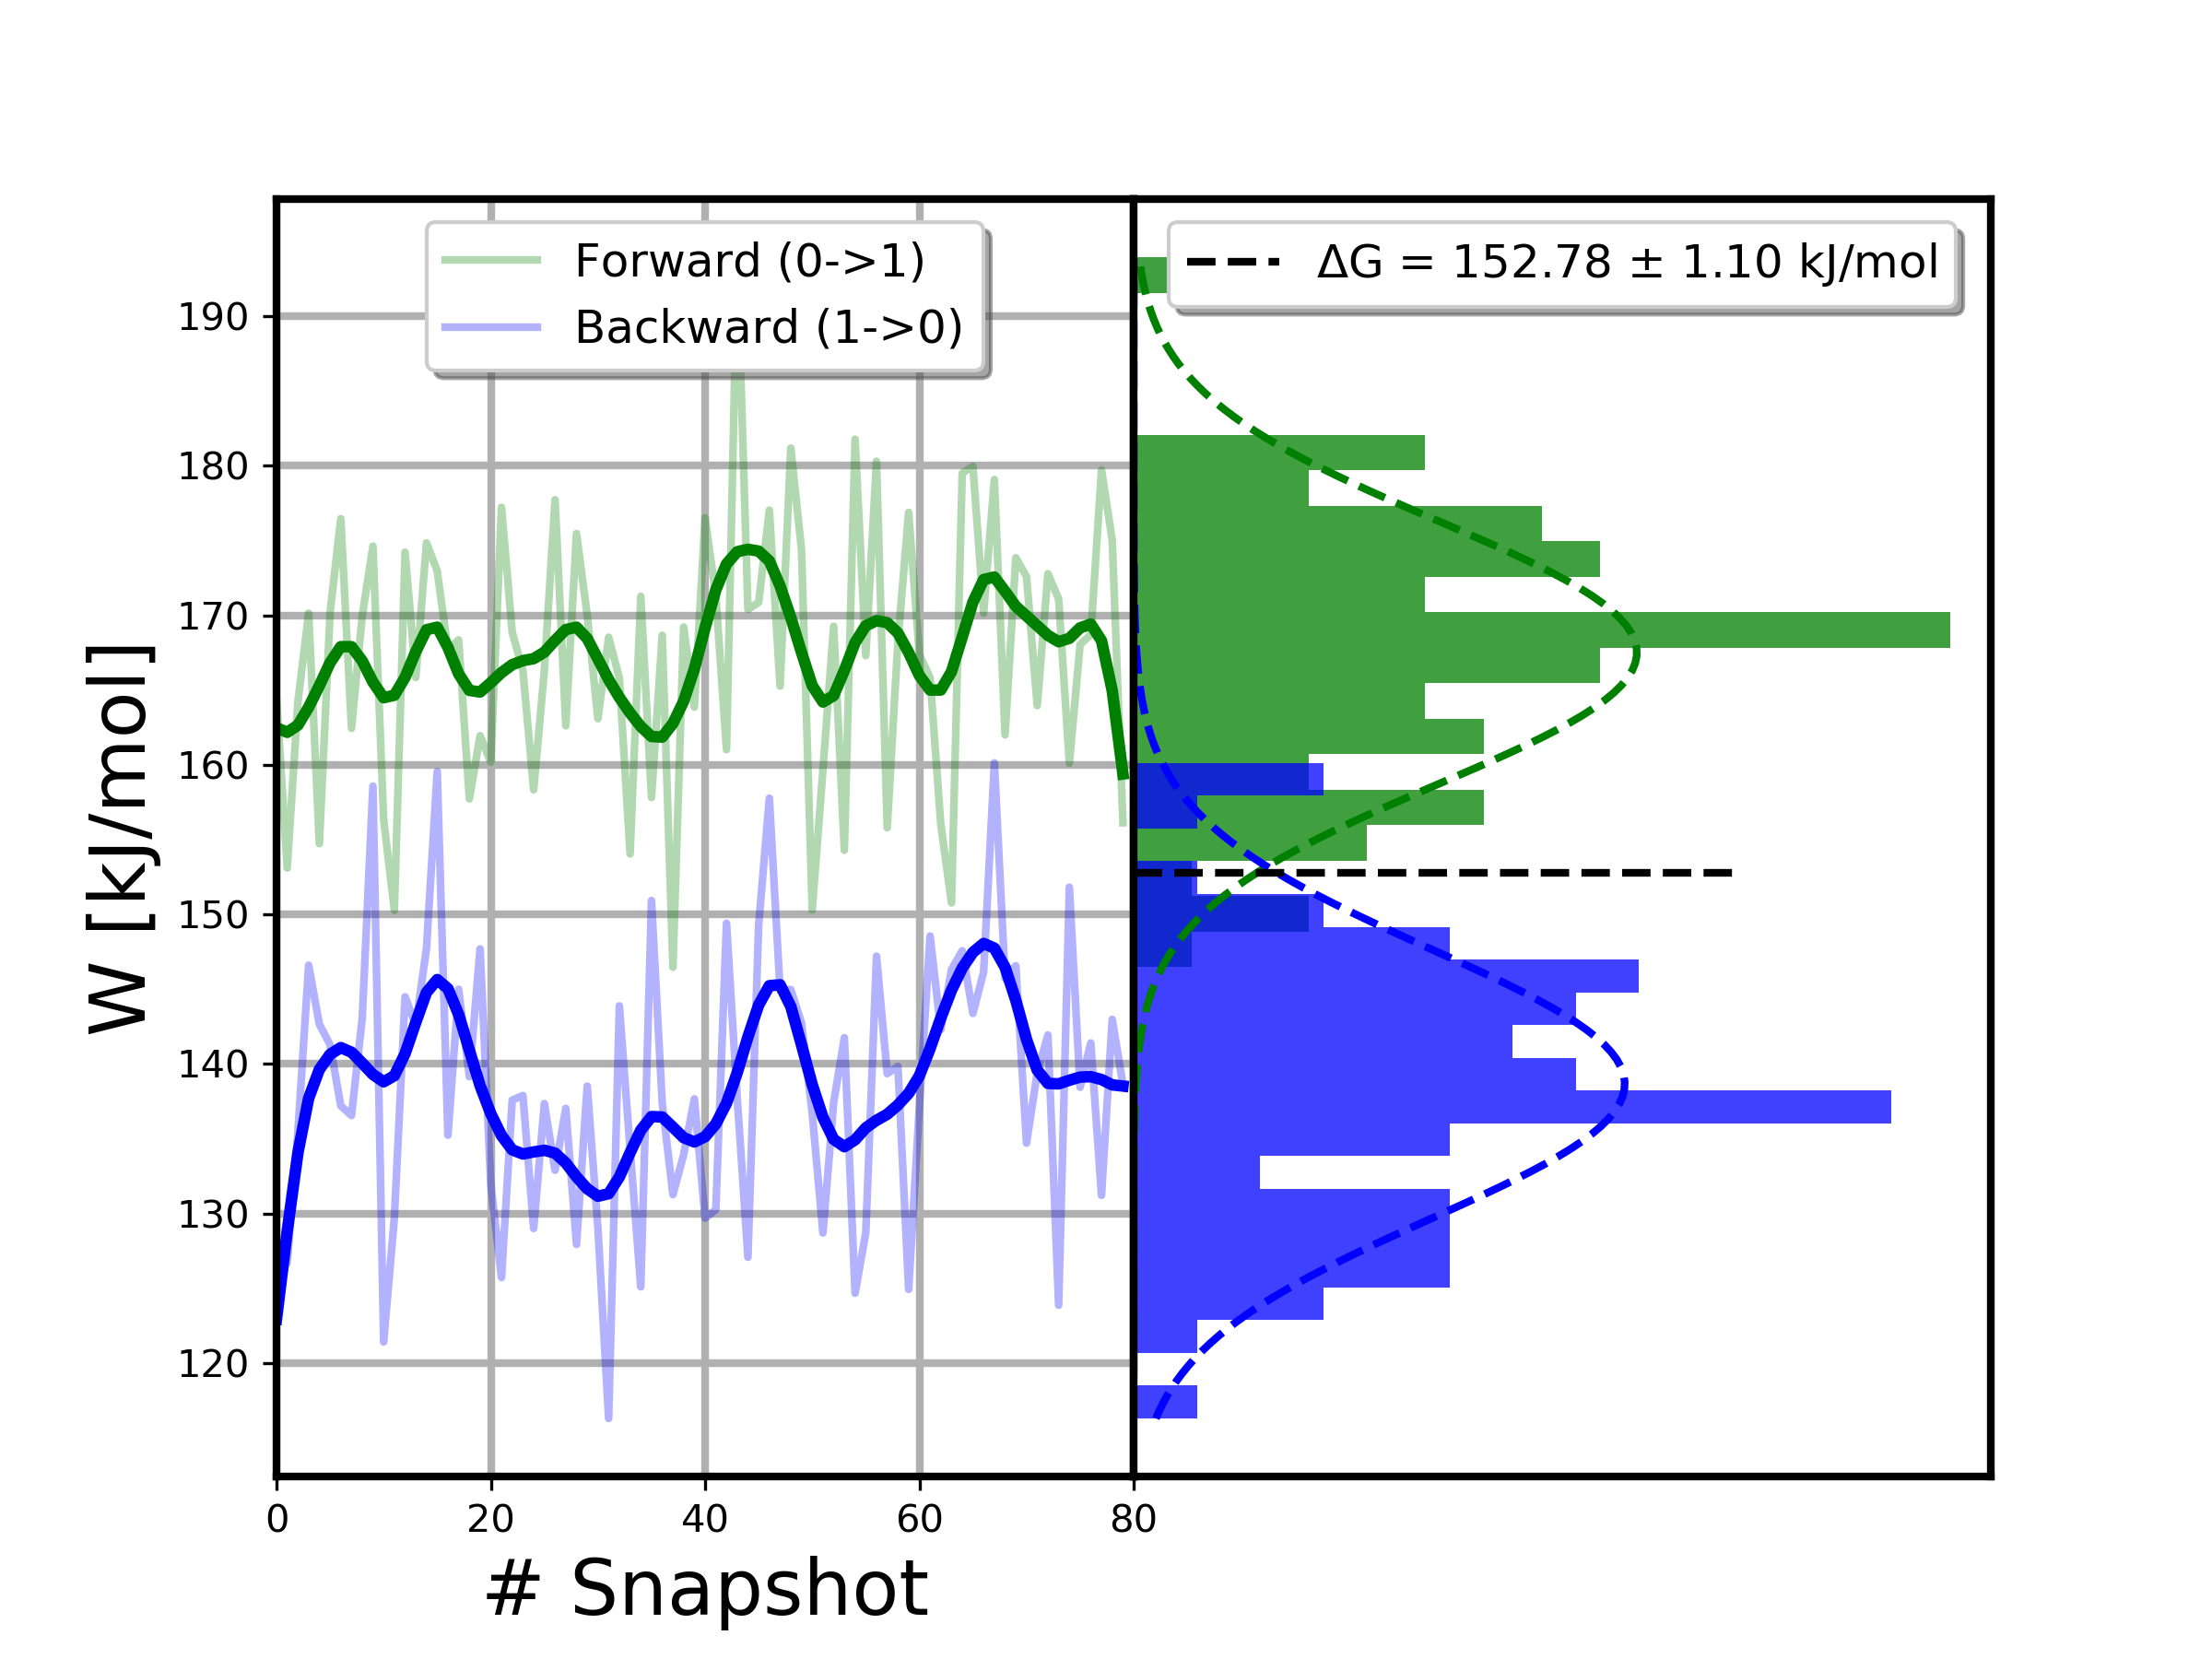 Forward (0->1)
Backward (1->0)
ΔG = 152.78 ± 1.10 kJ/mol
W [kJ/mol]
190
180
170
160
150
140
130
120
0 20 40 60 80
# Snapshot